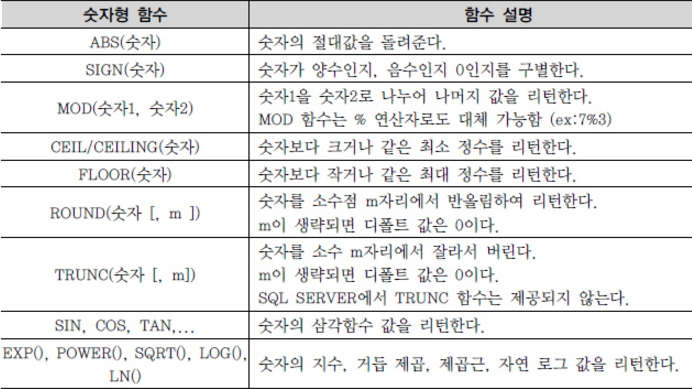 숫자형 함수 함수 설명
ABS(숫자) 숫자의 절대값을 돌려준다.
SIGN(숫자) 숫자가 양수인지, 음수인지 0인지를 구별한다.
MOD(숫자1, 숫자2) 숫자1을 숫자2로 나누어 나머지 값을 리턴한다.
MOD 함수는 % 연산자로도 대체 가능함 (ex:7%3)
CEIL/CEILING(숫자) 숫자보다 크거나 같은 최소 정수를 리턴한다.
FLOOR(숫자) 숫자보다 작거나 같은 최대 정수를 리턴한다.
ROUND(숫자 [, m ]) 숫자를 소수점 m자리에서 반올림하여 리턴한다.
m이 생략되면 디폴트 값은 0이다.
TRUNC(숫자 [, m]) 숫자를 소수 m자리에서 잘라서 버린다.
m이 생략되면 디폴트 값은 0이다.
SQL SERVER에서 TRUNC 함수는 제공되지 않는다.
SIN, COS, TAN,... 숫자의 삼각함수 값을 리턴한다.
EXP(), POWER(), SQRT(), LOG(), LN() 숫자의 지수, 거듭 제곱, 제곱근, 자연 로그 값을 리턴한다.